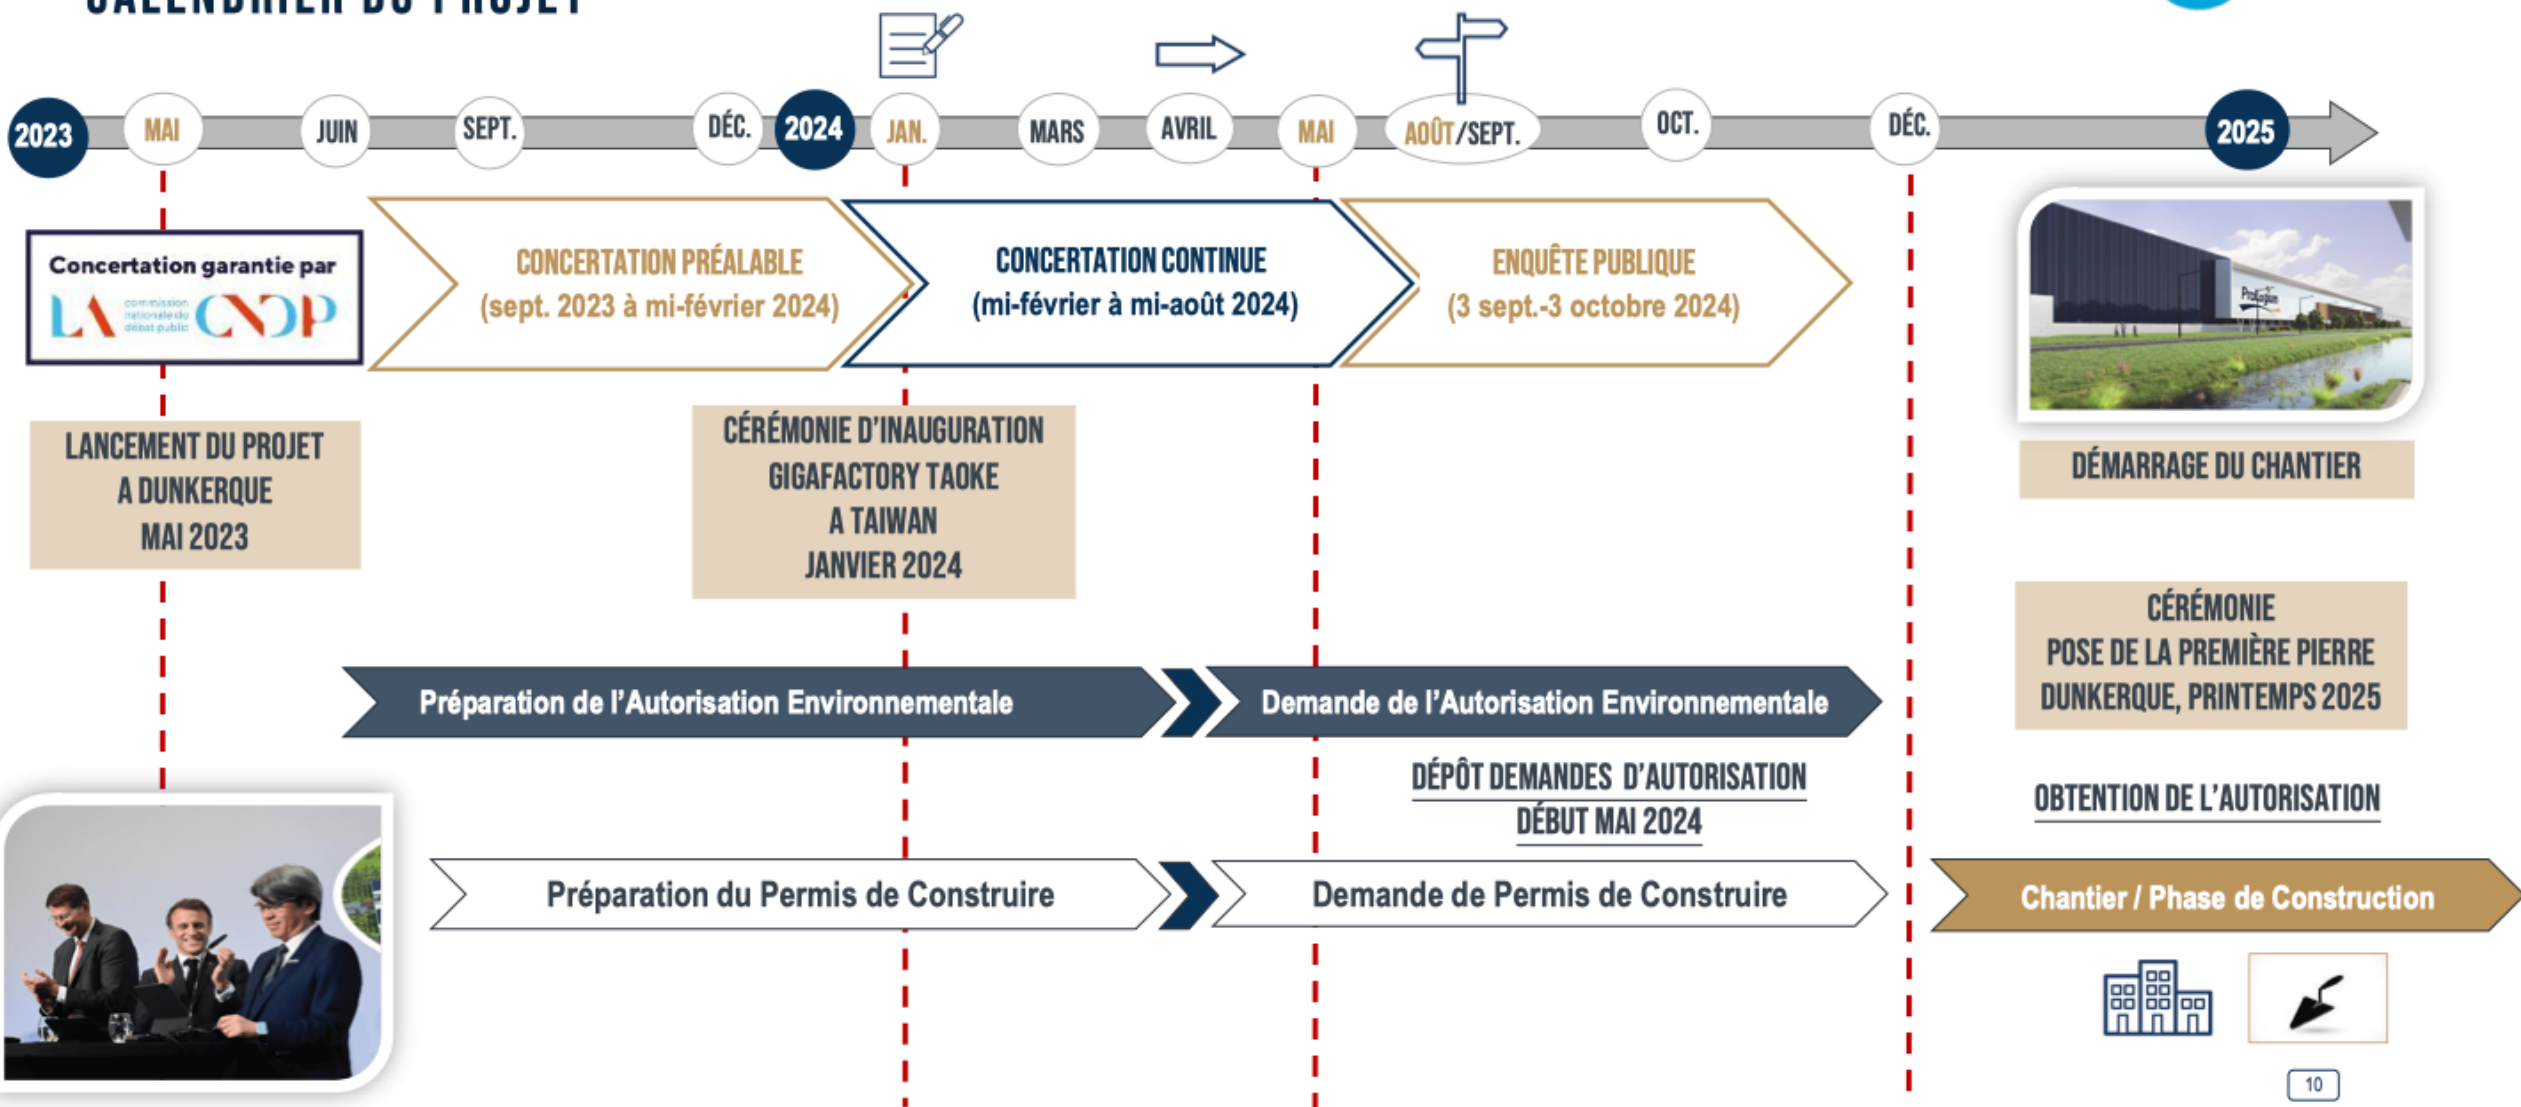 CALENDRIER DU PROJET
2023
MAI
JUIN
SEPT.
DÉC.
2024
JAN.
MARS
AVRIL
MAI
AOÛT/SEPT.
OCT.
DÉC.
2025
Concertation garantie par
LA commission nationale du débat public CNDP
CONCERTATION PRÉALABLE
(sept. 2023 à mi-février 2024)
CONCERTATION CONTINUE
(mi-février à mi-août 2024)
ENQUÊTE PUBLIQUE
(3 sept.-3 octobre 2024)
ProLogium
LANCEMENT DU PROJET
A DUNKERQUE
MAI 2023
CÉRÉMONIE D'INAUGURATION
GIGAFACTORY TAOKE
A TAIWAN
JANVIER 2024
DÉMARRAGE DU CHANTIER
CÉRÉMONIE
POSE DE LA PREMIÈRE PIERRE
DUNKERQUE, PRINTEMPS 2025
Préparation de l'Autorisation Environnementale
Demande de l'Autorisation Environnementale
DÉPÔT DEMANDES D'AUTORISATION
DÉBUT MAI 2024
OBTENTION DE L'AUTORISATION
Préparation du Permis de Construire
Demande de Permis de Construire
Chantier / Phase de Construction
10